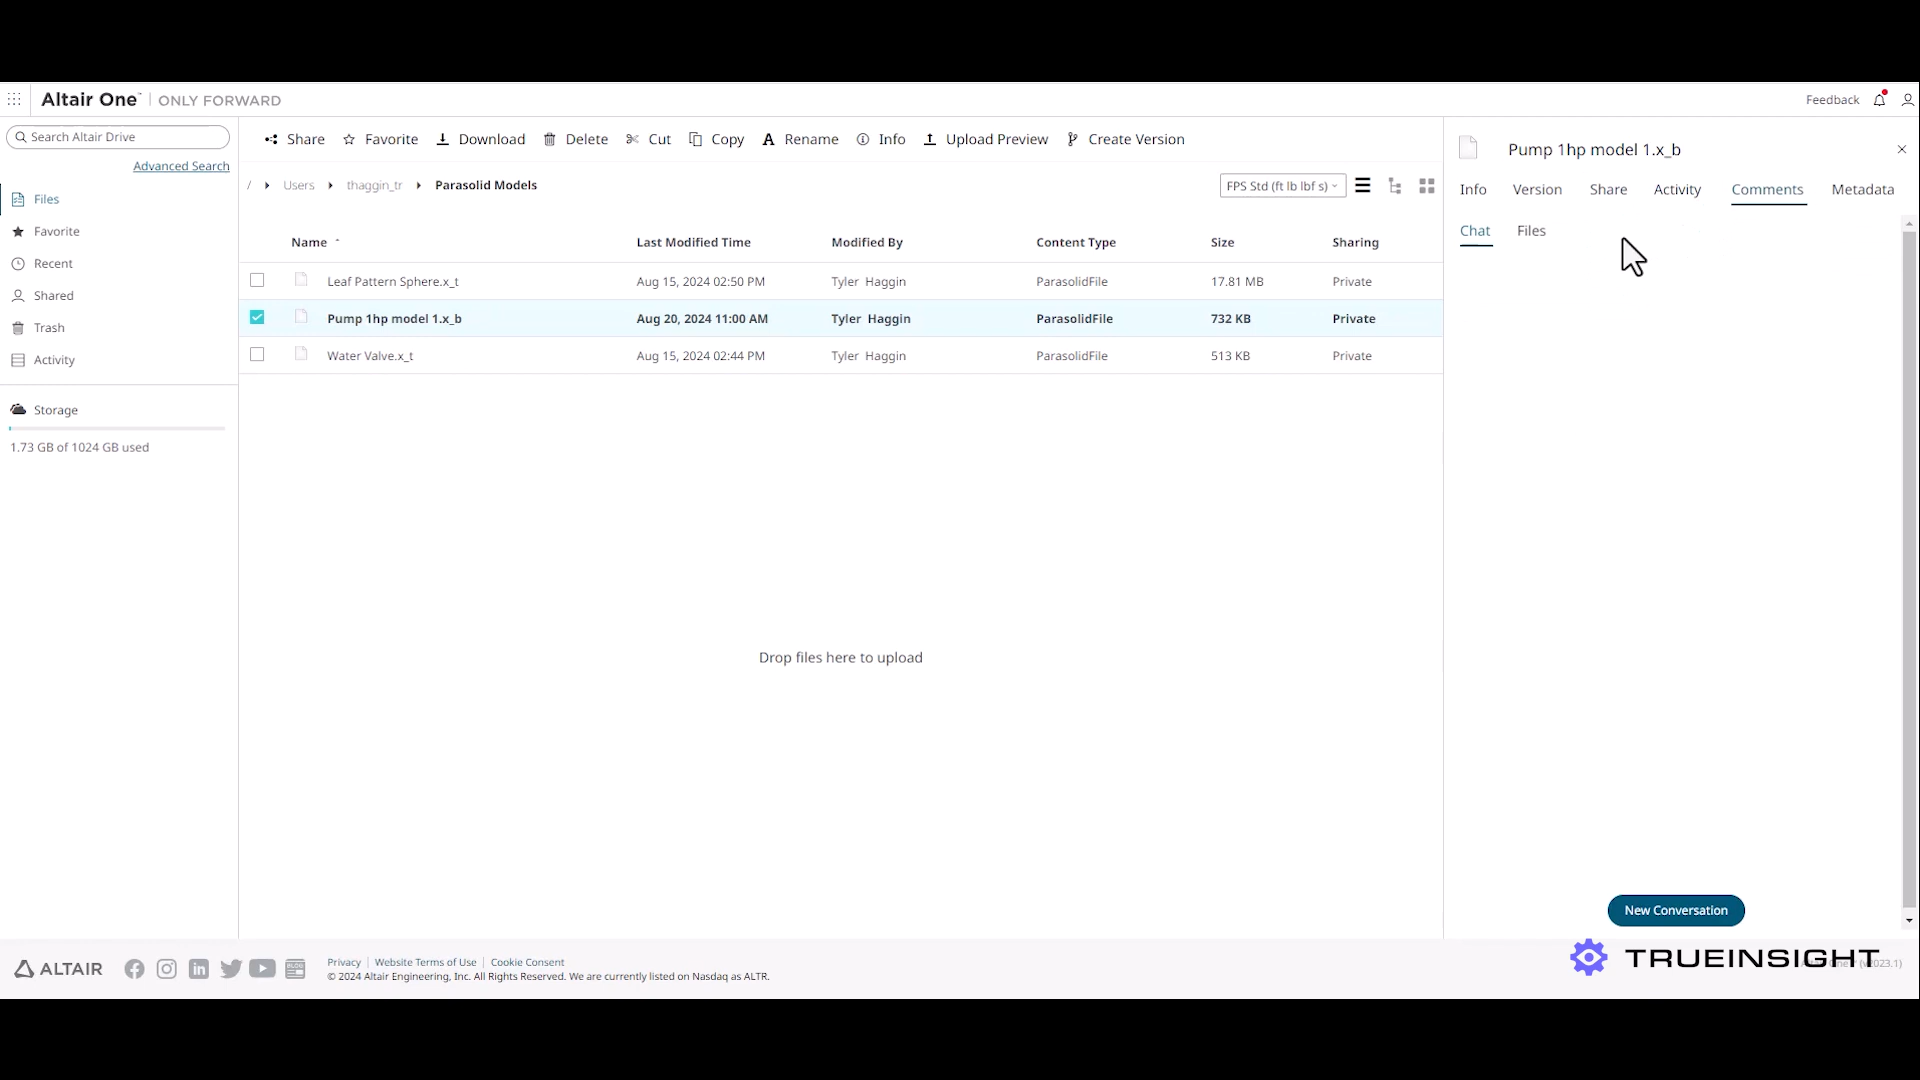 Altair One™ | ONLY FORWARD
Feedback
Search Altair Drive
Advanced Search
Files
Favorite
Recent
Shared
Trash
Activity
Storage
1.73 GB of 1024 GB used
Share Favorite Download Delete Cut Copy Rename Info Upload Preview Create Version
/ Users thaggin_tr Parasolid Models
FPS Std (ft lb lbf s)
Name Last Modified Time Modified By Content Type Size Sharing
Leaf Pattern Sphere.x_t Aug 15, 2024 02:50 PM Tyler Haggin ParasolidFile 17.81 MB Private
Pump 1hp model 1.x_b Aug 20, 2024 11:00 AM Tyler Haggin ParasolidFile 732 KB Private
Water Valve.x_t Aug 15, 2024 02:44 PM Tyler Haggin ParasolidFile 513 KB Private
Drop files here to upload
Pump 1hp model 1.x_b
Info Version Share Activity Comments Metadata
Chat Files
New Conversation
ALTAIR
Privacy | Website Terms of Use | Cookie Consent
© 2024 Altair Engineering, Inc. All Rights Reserved. We are currently listed on Nasdaq as ALTR.
TRUEINSIGHT